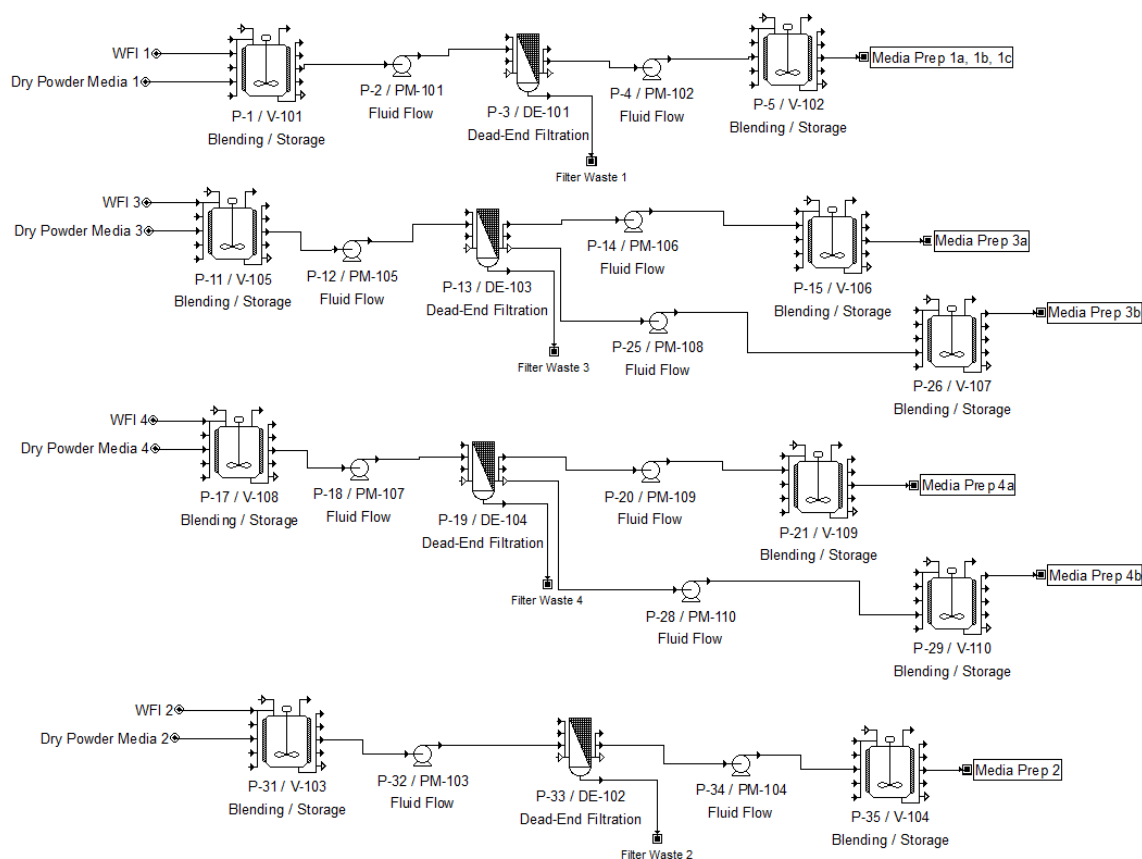 WFI 1
Dry Powder Media 1
P-1 / V-101
Blending / Storage
P-2 / PM-101
Fluid Flow
P-3 / DE-101
Dead-End Filtration
Filter Waste 1
P-4 / PM-102
Fluid Flow
P-5 / V-102
Blending / Storage
Media Prep 1a, 1b, 1c
WFI 3
Dry Powder Media 3
P-11 / V-105
Blending / Storage
P-12 / PM-105
Fluid Flow
P-13 / DE-103
Dead-End Filtration
Filter Waste 3
P-14 / PM-106
Fluid Flow
P-15 / V-106
Blending / Storage
Media Prep 3a
P-25 / PM-108
Fluid Flow
P-26 / V-107
Blending / Storage
Media Prep 3b
WFI 4
Dry Powder Media 4
P-17 / V-108
Blending / Storage
P-18 / PM-107
Fluid Flow
P-19 / DE-104
Dead-End Filtration
Filter Waste 4
P-20 / PM-109
Fluid Flow
P-21 / V-109
Blending / Storage
Media Prep 4a
P-28 / PM-110
Fluid Flow
P-29 / V-110
Blending / Storage
Media Prep 4b
WFI 2
Dry Powder Media 2
P-31 / V-103
Blending / Storage
P-32 / PM-103
Fluid Flow
P-33 / DE-102
Dead-End Filtration
Filter Waste 2
P-34 / PM-104
Fluid Flow
P-35 / V-104
Blending / Storage
Media Prep 2